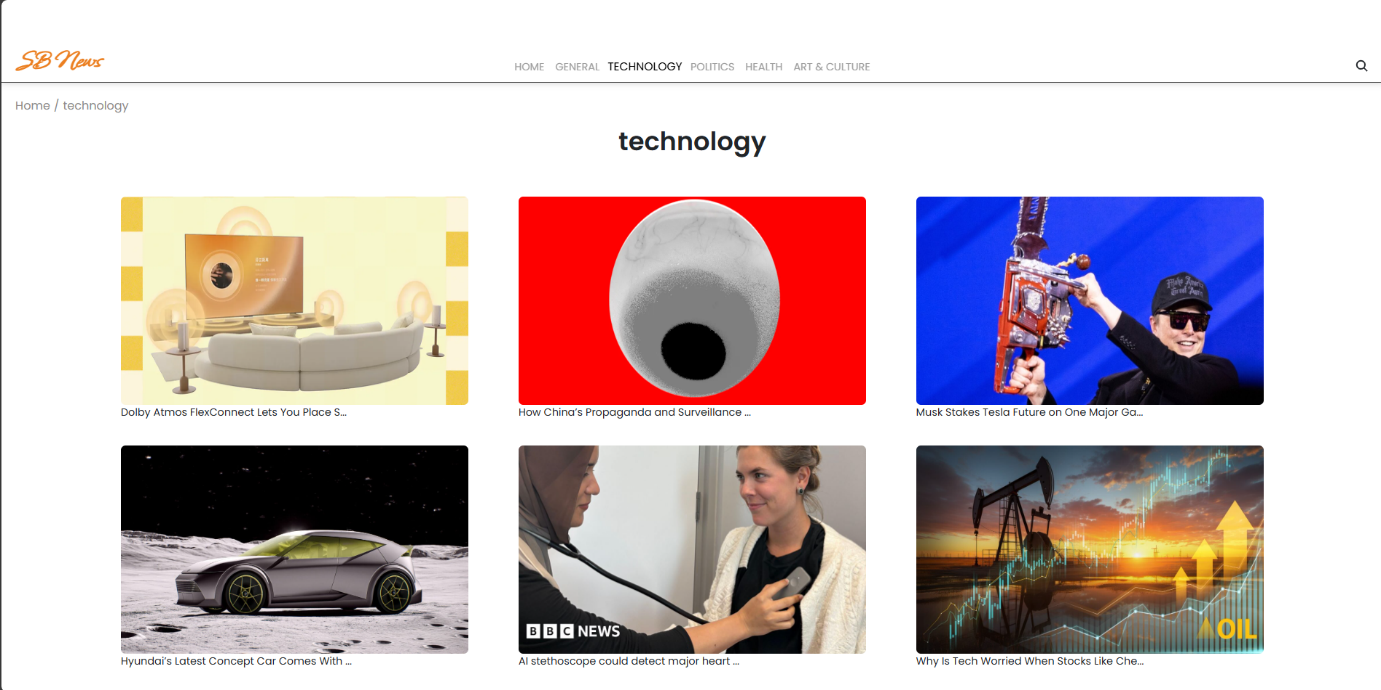 SB News
HOME GENERAL TECHNOLOGY POLITICS HEALTH ART & CULTURE
Home / technology
technology
Dolby Atmos FlexConnect Lets You Place S...
How China's Propaganda and Surveillance ...
Musk Stakes Tesla Future on One Major Ga...
BBC NEWS
OIL
Hyundai's Latest Concept Car Comes With ...
AI stethoscope could detect major heart ...
Why Is Tech Worried When Stocks Like Che...